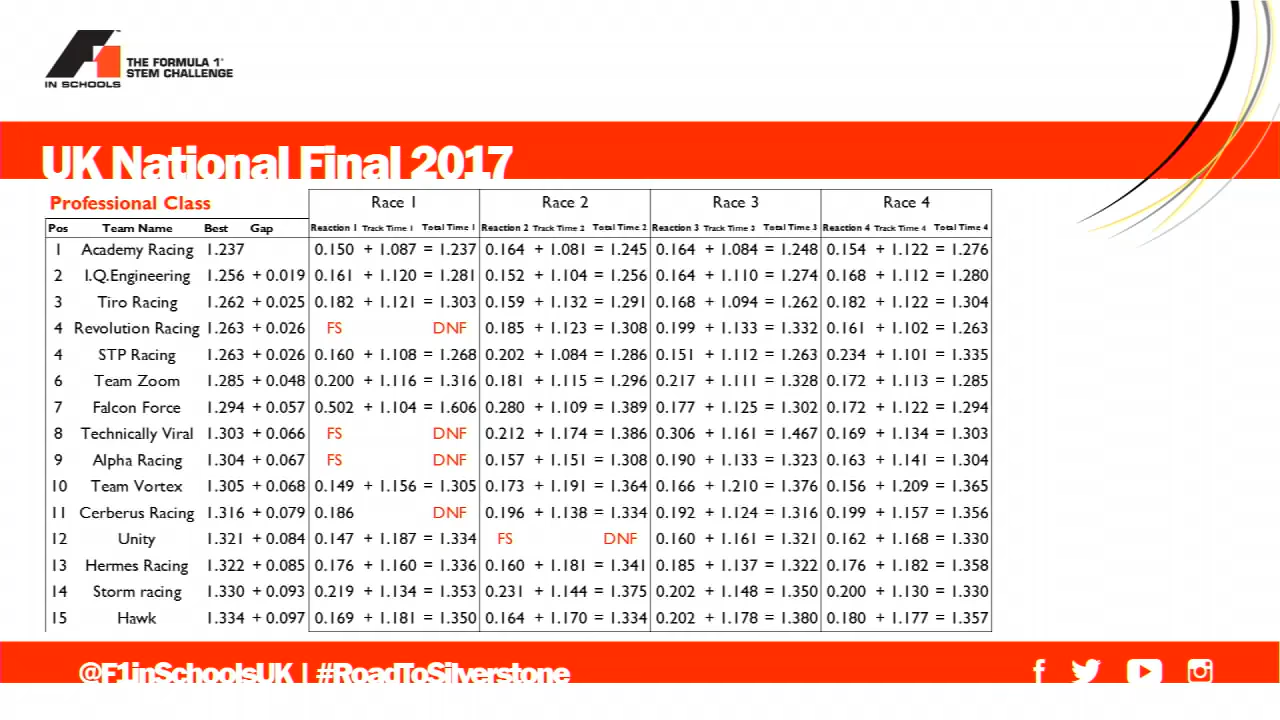 THE FORMULA 1®
STEM CHALLENGE
IN SCHOOLS
UK National Final 2017
Professional Class Race 1 Race 2 Race 3 Race 4
Pos Team Name Best Gap Reaction 1 Track Time 1 Total Time 1 Reaction 2 Track Time 2 Total Time 2 Reaction 3 Track Time 3 Total Time 3 Reaction 4 Track Time 4 Total Time 4
1 Academy Racing 1.237 0.150 + 1.087 = 1.237 0.164 + 1.081 = 1.245 0.164 + 1.084 = 1.248 0.154 + 1.122 = 1.276
2 I.Q.Engineering 1.256 + 0.019 0.161 + 1.120 = 1.281 0.152 + 1.104 = 1.256 0.164 + 1.110 = 1.274 0.168 + 1.112 = 1.280
3 Tiro Racing 1.262 + 0.025 0.182 + 1.121 = 1.303 0.159 + 1.132 = 1.291 0.168 + 1.094 = 1.262 0.182 + 1.122 = 1.304
4 Revolution Racing 1.263 + 0.026 FS DNF 0.185 + 1.123 = 1.308 0.199 + 1.133 = 1.332 0.161 + 1.102 = 1.263
4 STP Racing 1.263 + 0.026 0.160 + 1.108 = 1.268 0.202 + 1.084 = 1.286 0.151 + 1.112 = 1.263 0.234 + 1.101 = 1.335
6 Team Zoom 1.285 + 0.048 0.200 + 1.116 = 1.316 0.181 + 1.115 = 1.296 0.217 + 1.111 = 1.328 0.172 + 1.113 = 1.285
7 Falcon Force 1.294 + 0.057 0.502 + 1.104 = 1.606 0.280 + 1.109 = 1.389 0.177 + 1.125 = 1.302 0.172 + 1.122 = 1.294
8 Technically Viral 1.303 + 0.066 FS DNF 0.212 + 1.174 = 1.386 0.306 + 1.161 = 1.467 0.169 + 1.134 = 1.303
9 Alpha Racing 1.304 + 0.067 FS DNF 0.157 + 1.151 = 1.308 0.190 + 1.133 = 1.323 0.163 + 1.141 = 1.304
10 Team Vortex 1.305 + 0.068 0.149 + 1.156 = 1.305 0.173 + 1.191 = 1.364 0.166 + 1.210 = 1.376 0.156 + 1.209 = 1.365
11 Cerberus Racing 1.316 + 0.079 0.186 DNF 0.196 + 1.138 = 1.334 0.192 + 1.124 = 1.316 0.199 + 1.157 = 1.356
12 Unity 1.321 + 0.084 0.147 + 1.187 = 1.334 FS DNF 0.160 + 1.161 = 1.321 0.162 + 1.168 = 1.330
13 Hermes Racing 1.322 + 0.085 0.176 + 1.160 = 1.336 0.160 + 1.181 = 1.341 0.185 + 1.137 = 1.322 0.176 + 1.182 = 1.358
14 Storm racing 1.330 + 0.093 0.219 + 1.134 = 1.353 0.231 + 1.144 = 1.375 0.202 + 1.148 = 1.350 0.200 + 1.130 = 1.330
15 Hawk 1.334 + 0.097 0.169 + 1.181 = 1.350 0.164 + 1.170 = 1.334 0.202 + 1.178 = 1.380 0.180 + 1.177 = 1.357
@F1inSchoolsUK | #RoadToSilverstone